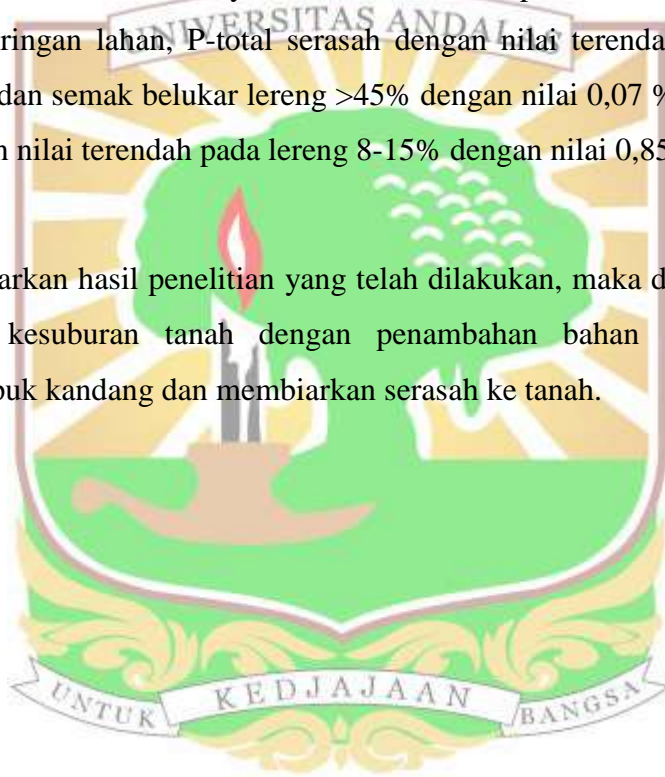 UNIVERSITAS ANDALAS
ringan lahan, P-total serasah dengan nilai terenda
dan semak belukar lereng >45% dengan nilai 0,07 %
n nilai terendah pada lereng 8-15% dengan nilai 0,85
arkan hasil penelitian yang telah dilakukan, maka d
kesuburan tanah dengan penambahan bahan
puk kandang dan membiarkan serasah ke tanah.
UNTUK KEDJAJAAN BANGSA